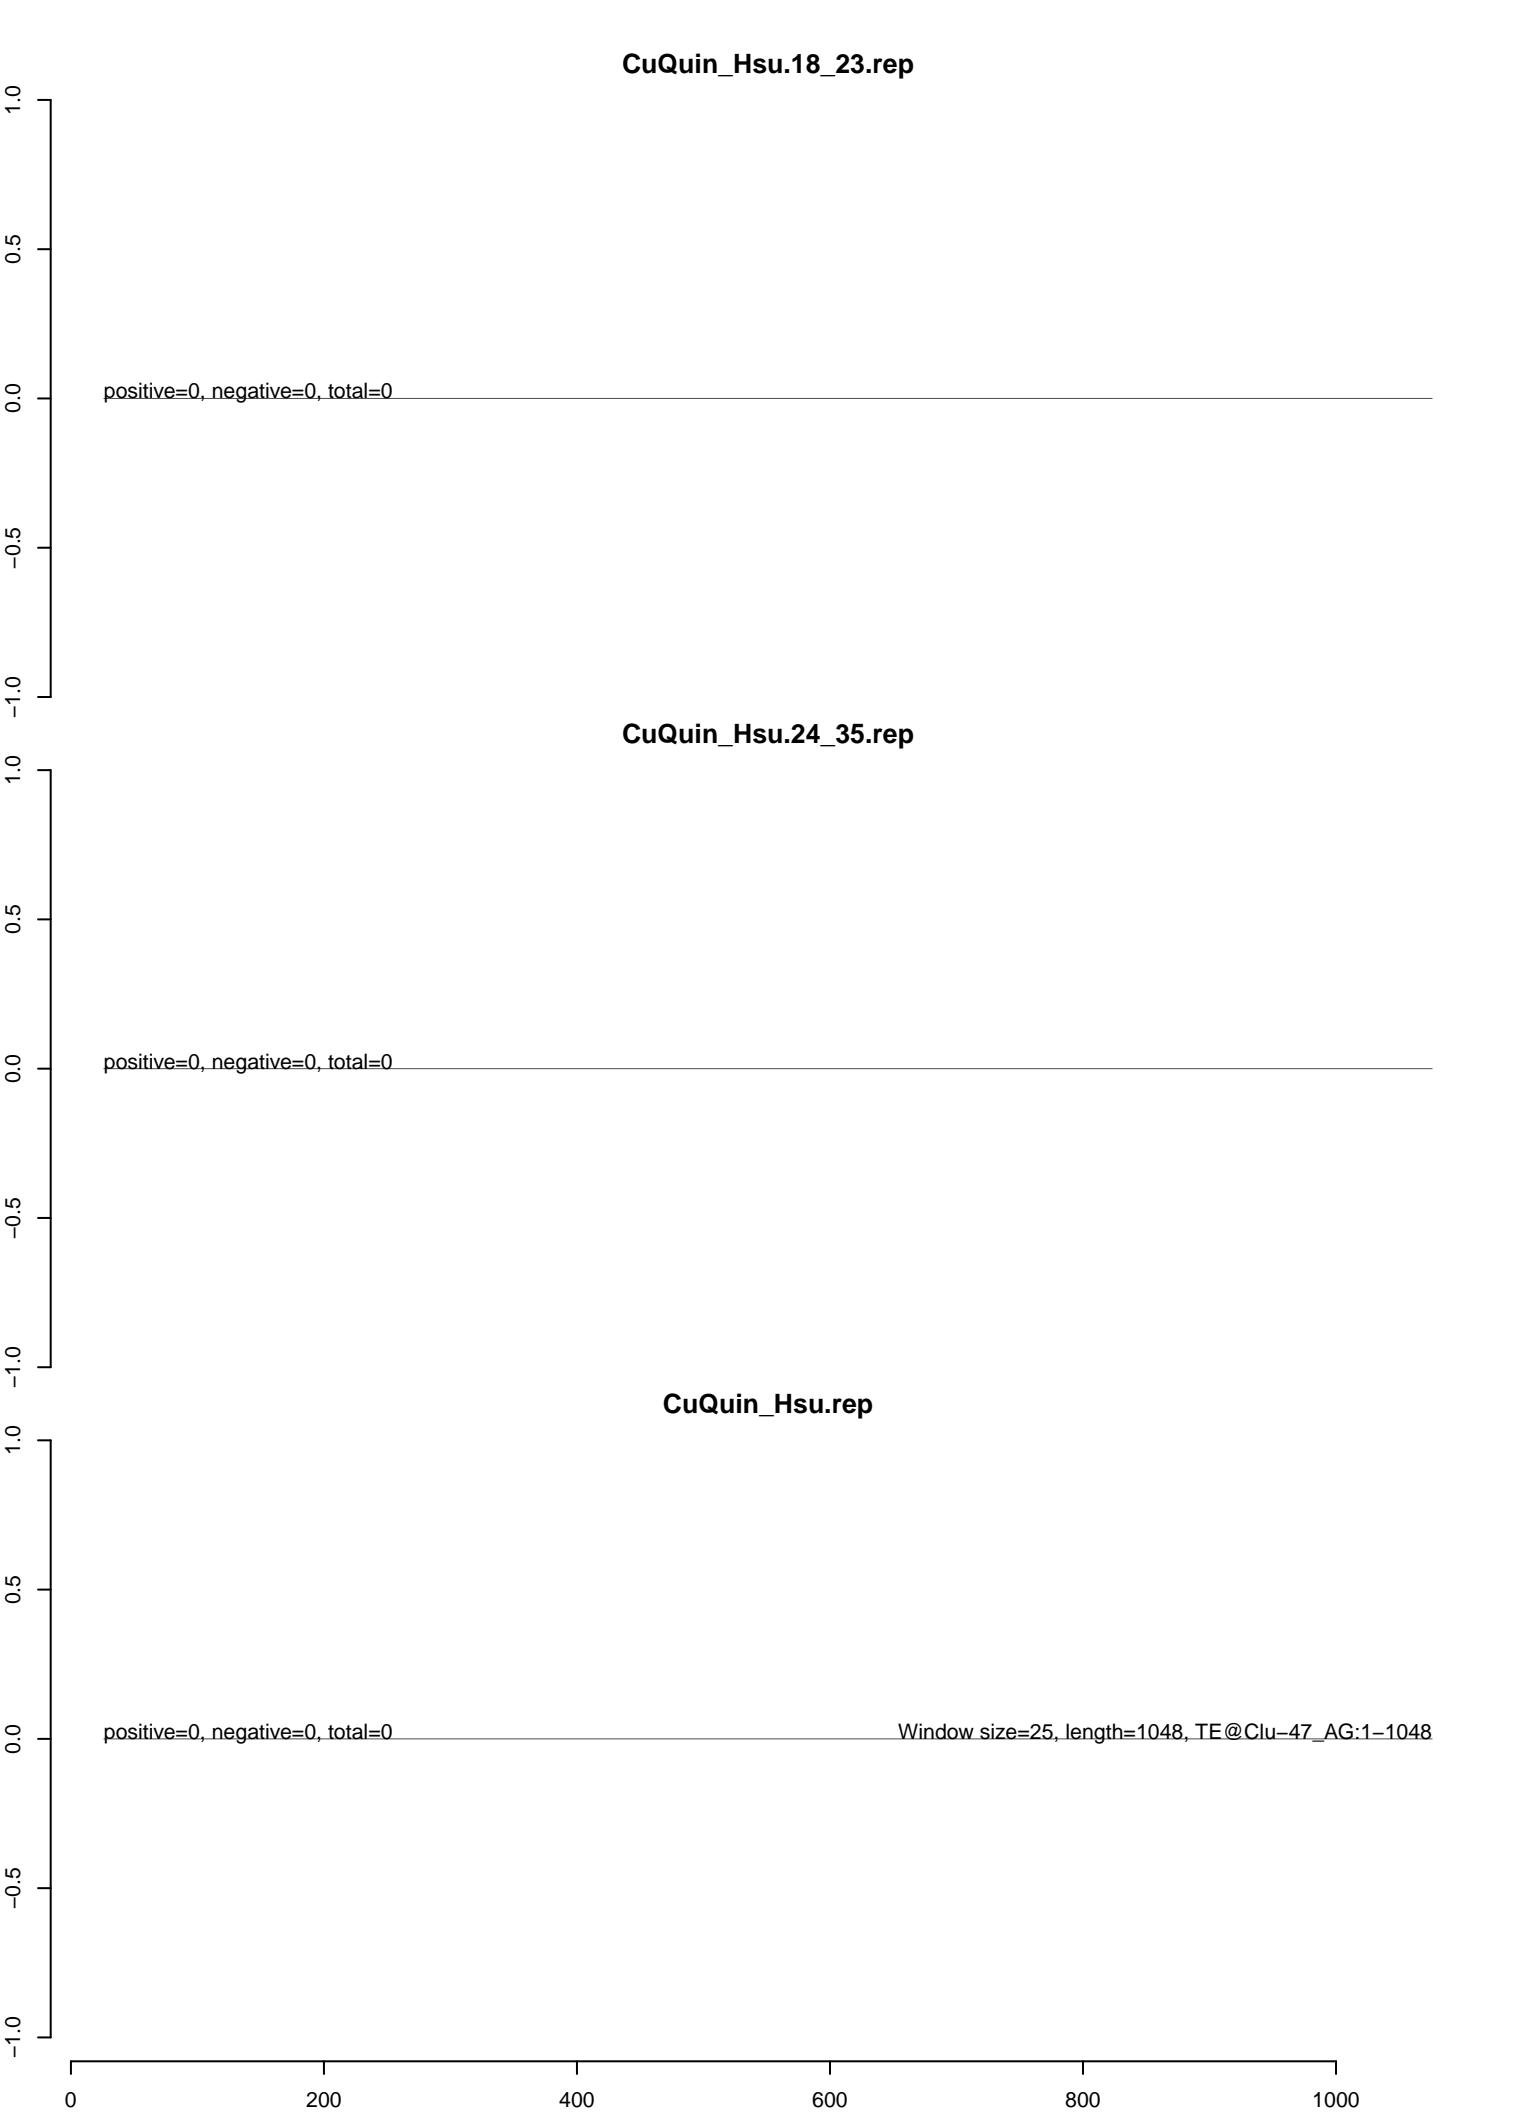 CuQuin_Hsu.18_23.rep
1.0
0.5
0.0
−0.5
−1.0
positive=0, negative=0, total=0
CuQuin_Hsu.24_35.rep
1.0
0.5
0.0
−0.5
−1.0
positive=0, negative=0, total=0
CuQuin_Hsu.rep
1.0
0.5
0.0
−0.5
−1.0
positive=0, negative=0, total=0
Window size=25, length=1048, TE@Clu−47_AG:1−1048
0 200 400 600 800 1000